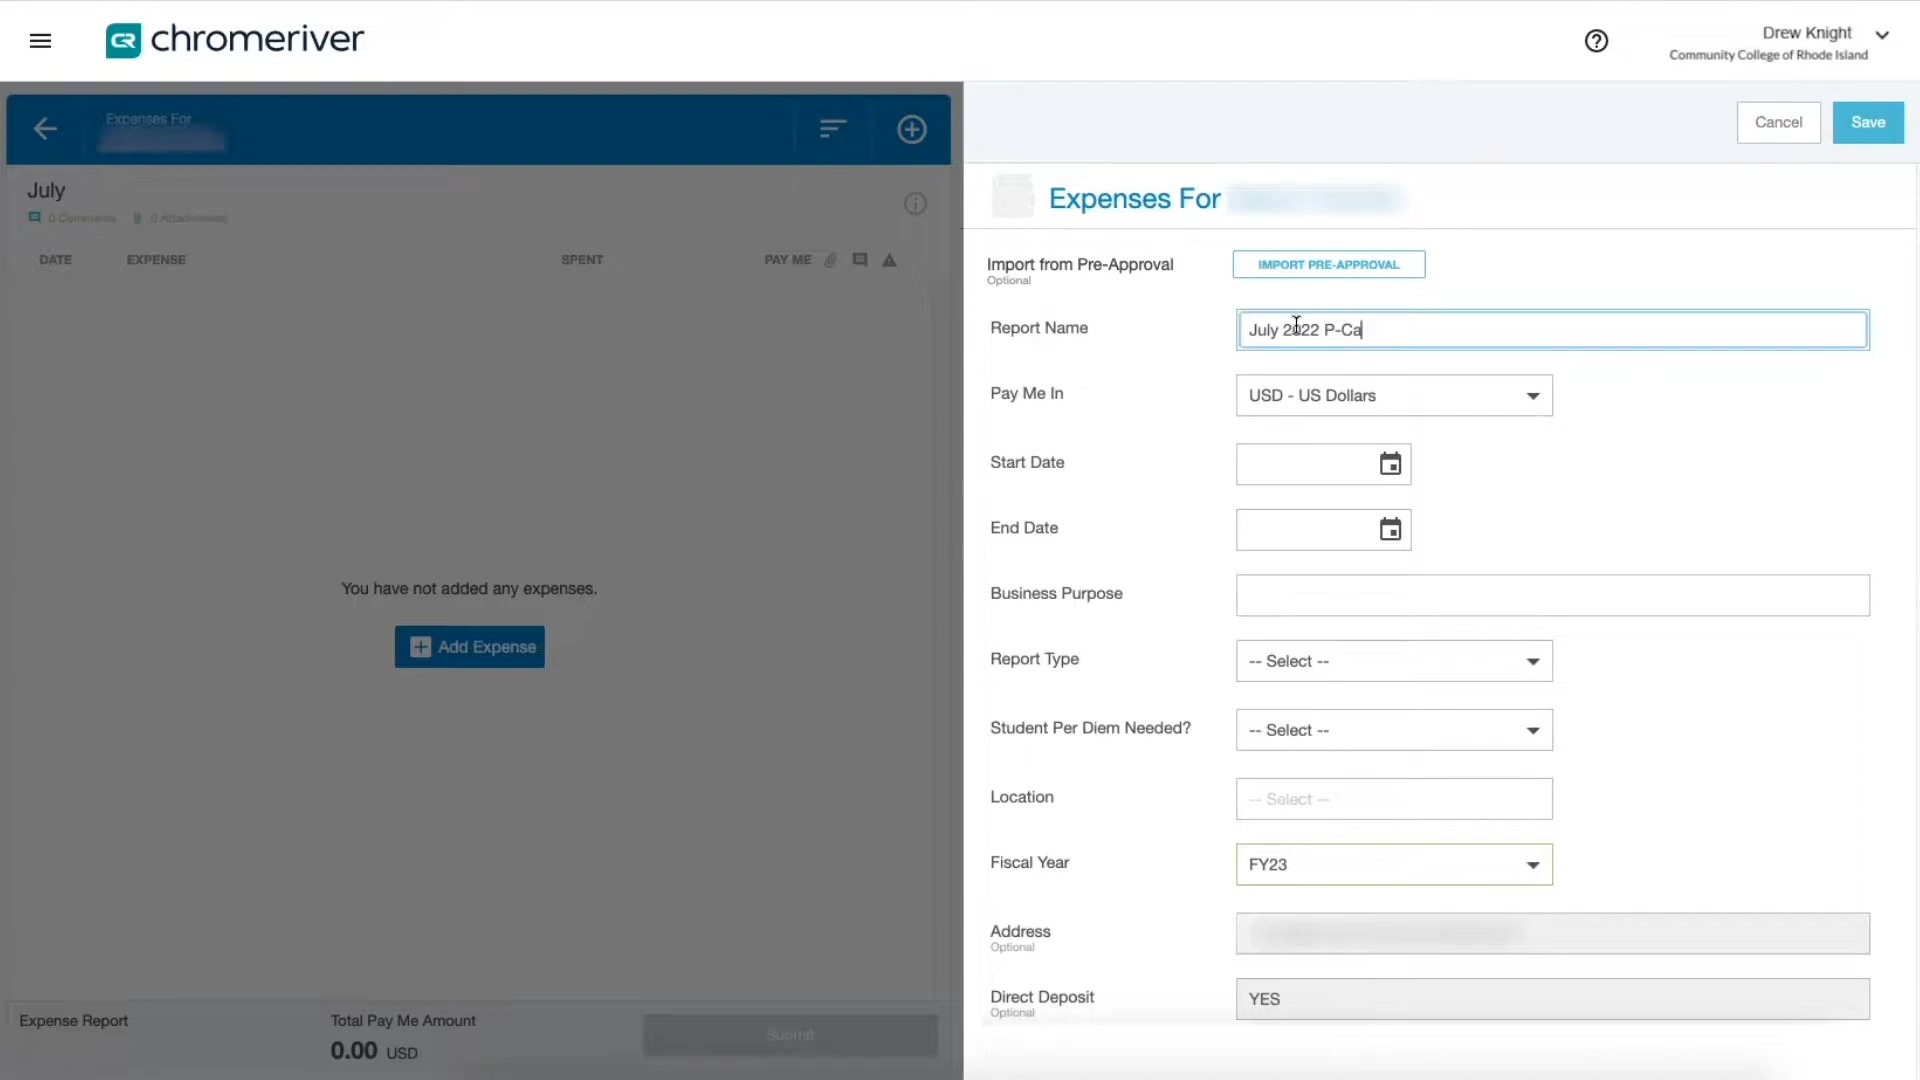 chromeriver
Drew Knight
Community College of Rhode Island
Expenses For
July
0 Comments 0 Attachments
DATE EXPENSE SPENT PAY ME
You have not added any expenses.
Add Expense
Expense Report
Total Pay Me Amount
0.00 USD
Submit
Cancel Save
Expenses For
Import from Pre-Approval
Optional
IMPORT PRE-APPROVAL
Report Name
July 2022 P-Ca
Pay Me In
USD - US Dollars
Start Date
End Date
Business Purpose
Report Type
-- Select --
Student Per Diem Needed?
-- Select --
Location
-- Select --
Fiscal Year
FY23
Address
Optional
Direct Deposit
Optional
YES